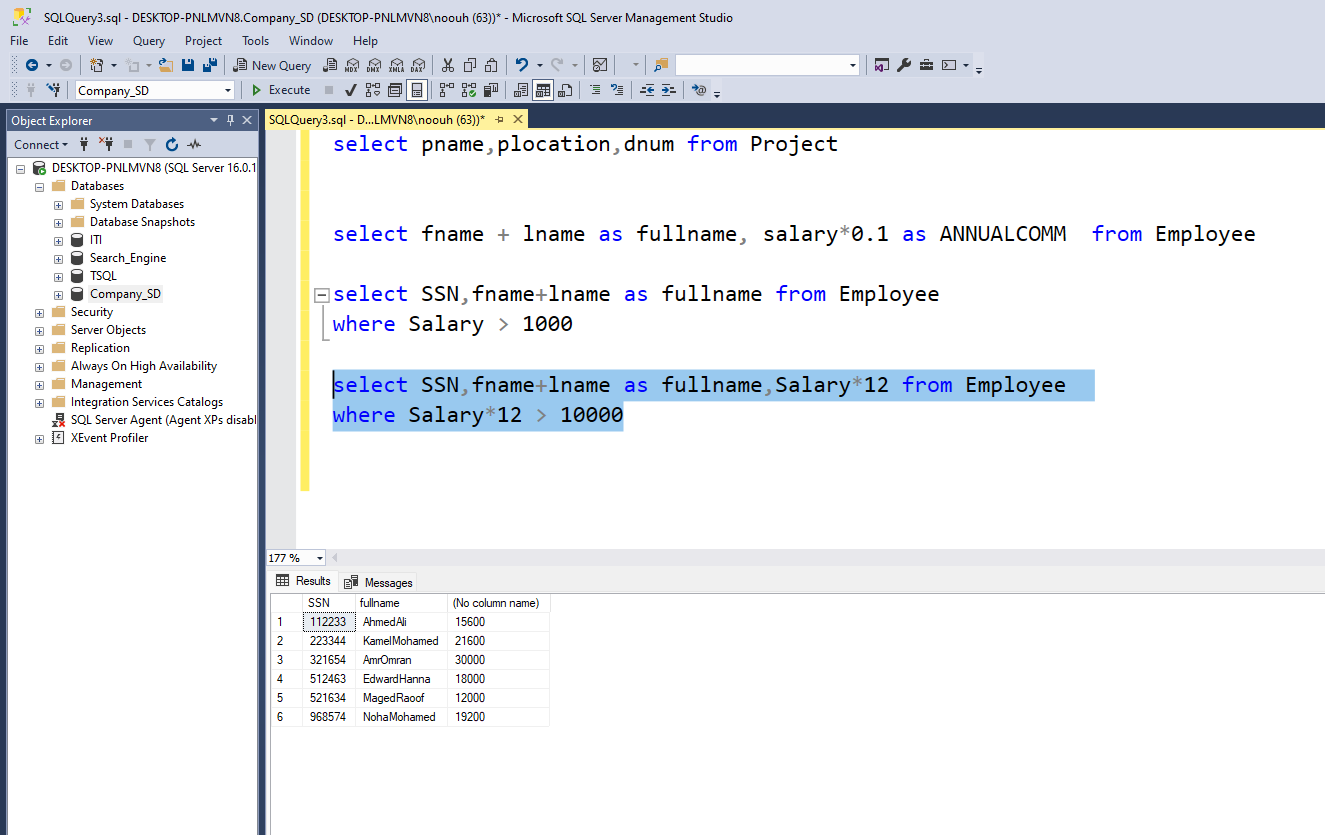 SQLQuery3.sql - DESKTOP-PNLMVN8.Company_SD (DESKTOP-PNLMVN8\noouh (63))* - Microsoft SQL Server Management Studio
File Edit View Query Project Tools Window Help
New Query MDX DMX XMLA DAX
Company_SD Execute
Object Explorer
Connect
DESKTOP-PNLMVN8 (SQL Server 16.0.1
Databases
System Databases
Database Snapshots
ITI
Search_Engine
TSQL
Company_SD
Security
Server Objects
Replication
Always On High Availability
Management
Integration Services Catalogs
SQL Server Agent (Agent XPs disabl
XEvent Profiler
SQLQuery3.sql - D...LMVN8\noouh (63))*
select pname,plocation,dnum from Project
select fname + lname as fullname, salary*0.1 as ANNUALCOMM  from Employee
select SSN,fname+lname as fullname from Employee
where Salary > 1000
select SSN,fname+lname as fullname,Salary*12 from Employee
where Salary*12 > 10000
177 %
Results Messages
SSN fullname (No column name)
1 112233 AhmedAli 15600
2 223344 KamelMohamed 21600
3 321654 AmrOmran 30000
4 512463 EdwardHanna 18000
5 521634 MagedRaoof 12000
6 968574 NohaMohamed 19200